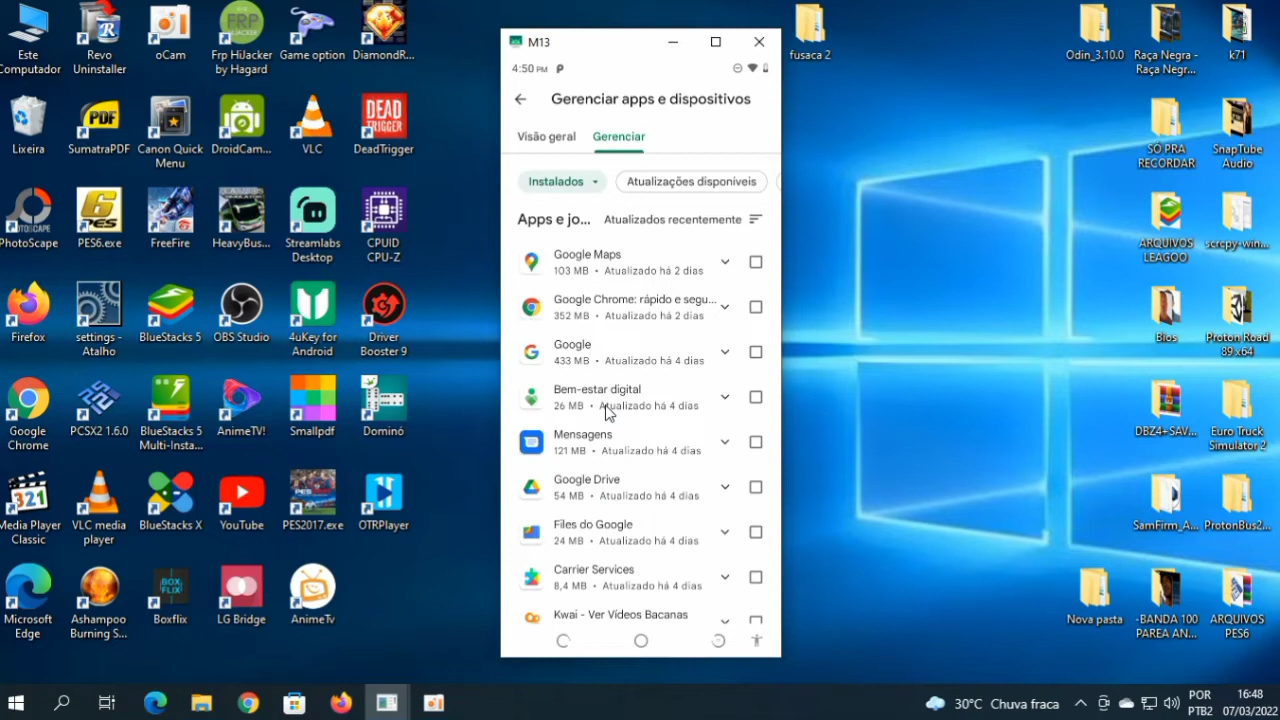 Este
Computador
Revo
Uninstaller
oCam
Frp HiJacker
by Hagard
Game option
DiamondR...
Lixeira
PDF
SumatraPDF
Canon Quick
Menu
DroidCam...
VLC
DEAD
TRIGGER
DeadTrigger
PhotoScape
PES6.exe
FreeFire
HeavyBus...
Streamlabs
Desktop
CPUID
CPU-Z
Firefox
settings -
Atalho
BlueStacks 5
OBS Studio
4uKey for
Android
Driver
Booster 9
Google
Chrome
PCSX2 1.6.0
BlueStacks 5
Multi-Insta...
AnimeTV!
Smallpdf
Dominó
321
Media Player
Classic
VLC media
player
BlueStacks X
YouTube
PES2017.exe
OTRPlayer
Microsoft
Edge
Ashampoo
Burning S...
BOX
FLIX
Boxflix
LG Bridge
AnimeTv
M13
4:50 PM
Gerenciar apps e dispositivos
Visão geral
Gerenciar
Instalados
Atualizações disponíveis
Apps e jo...
Atualizados recentemente
Google Maps
103 MB • Atualizado há 2 dias
Google Chrome: rápido e segu...
352 MB • Atualizado há 2 dias
Google
433 MB • Atualizado há 4 dias
Bem-estar digital
26 MB • Atualizado há 4 dias
Mensagens
121 MB • Atualizado há 4 dias
Google Drive
54 MB • Atualizado há 4 dias
Files do Google
24 MB • Atualizado há 4 dias
Carrier Services
8,4 MB • Atualizado há 4 dias
Kwai - Ver Vídeos Bacanas
fusaca 2
Odin_3.10.0
Raça Negra -
Raça Negr...
k71
SO PRA
RECORDAR
SnapTube
Audio
ARQUIVOS
LEAGOO
scrcpy-win...
Bios
Proton Road
89 x64
DBZ4+SAV...
Euro Truck
Simulator 2
SamFirm_A...
ProtonBus2...
Nova pasta
-BANDA 100
PAREA AN...
ARQUIVOS
PES6
30°C Chuva fraca
POR
PTB2
16:48
07/03/2022